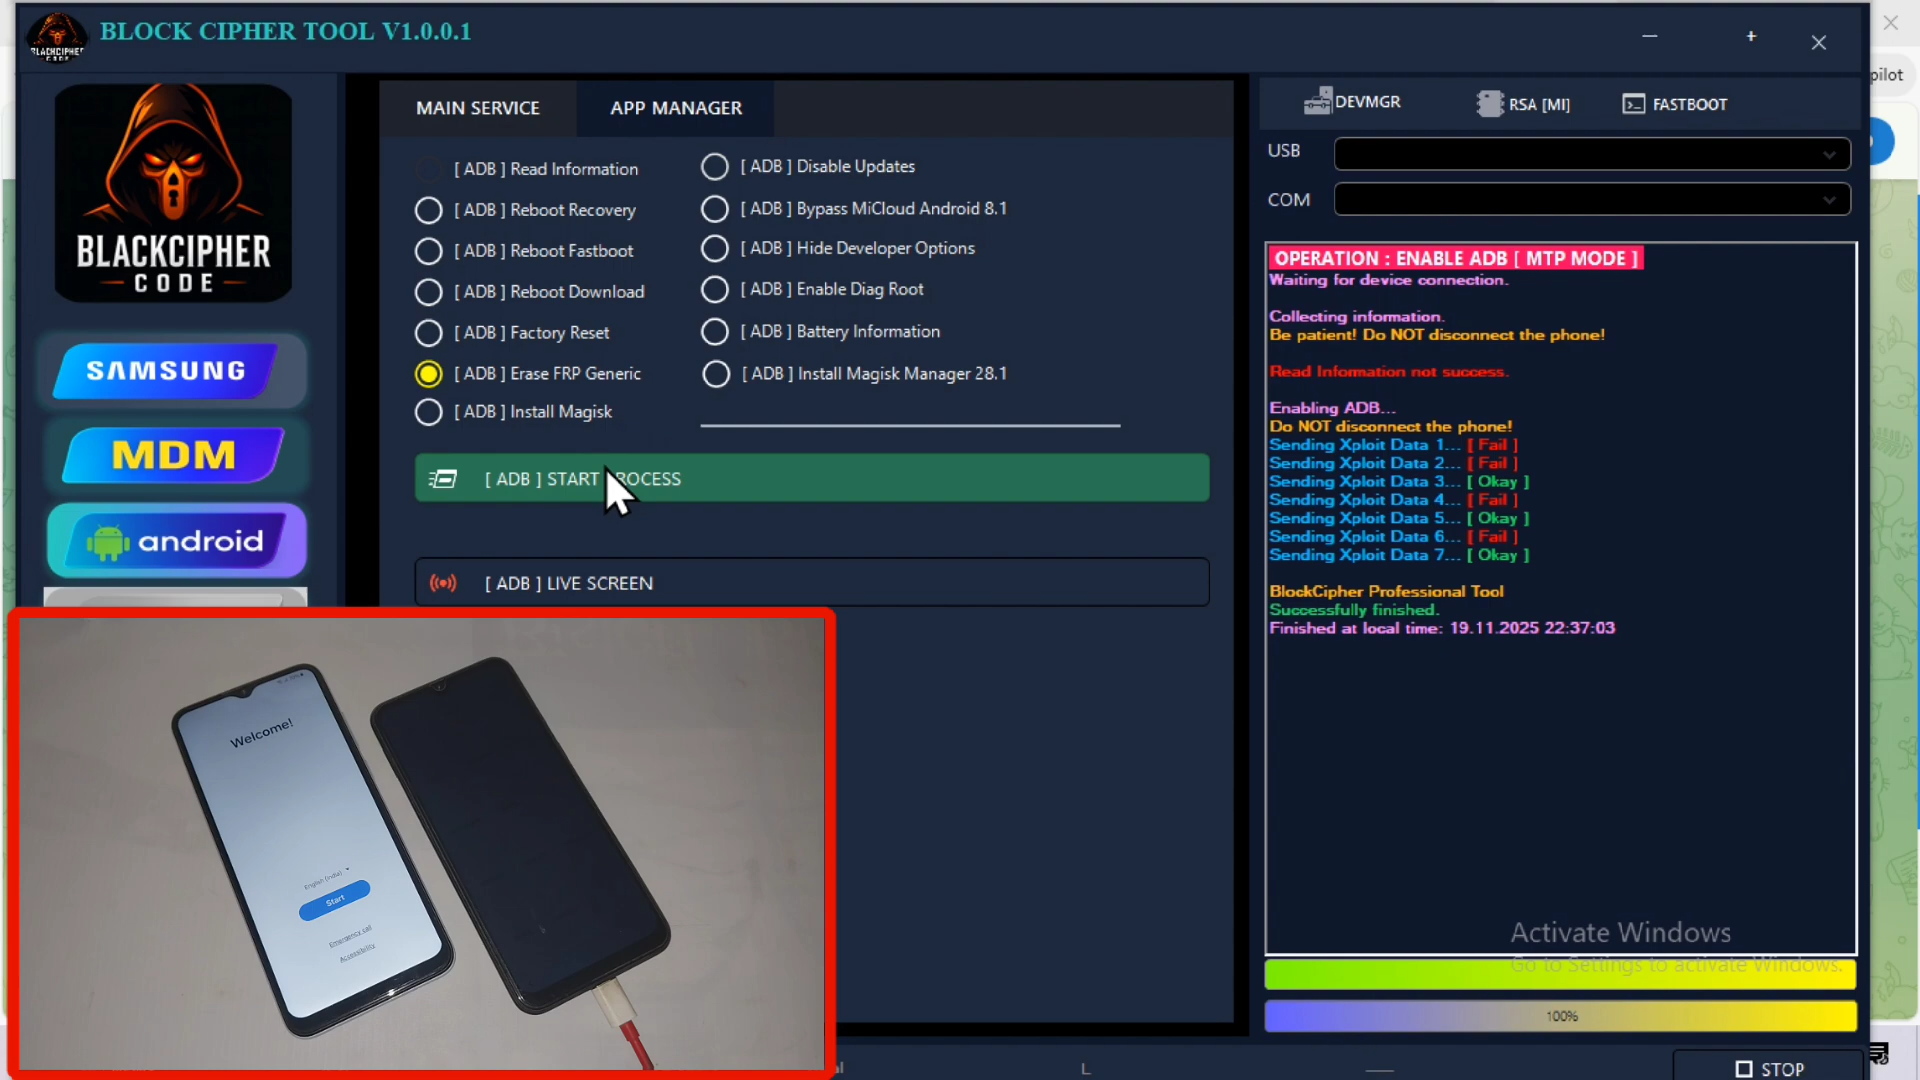 BLOCK CIPHER TOOL V1.0.0.1
pilot
BLACKCIPHER
CODE
SAMSUNG
MDM
android
MAIN SERVICE
APP MANAGER
[ ADB ] Read Information
[ ADB ] Reboot Recovery
[ ADB ] Reboot Fastboot
[ ADB ] Reboot Download
[ ADB ] Factory Reset
[ ADB ] Erase FRP Generic
[ ADB ] Install Magisk
[ ADB ] Disable Updates
[ ADB ] Bypass MiCloud Android 8.1
[ ADB ] Hide Developer Options
[ ADB ] Enable Diag Root
[ ADB ] Battery Information
[ ADB ] Install Magisk Manager 28.1
[ ADB ] START ROCESS
[ ADB ] LIVE SCREEN
DEVMGR
RSA [MI]
FASTBOOT
USB
COM
OPERATION : ENABLE ADB [ MTP MODE ]
Waiting for device connection.
Collecting information.
Be patient! Do NOT disconnect the phone!
Read Information not success.
Enabling ADB...
Do NOT disconnect the phone!
Sending Xploit Data 1... [ Fail ]
Sending Xploit Data 2... [ Fail ]
Sending Xploit Data 3... [ Okay ]
Sending Xploit Data 4... [ Fail ]
Sending Xploit Data 5... [ Okay ]
Sending Xploit Data 6... [ Fail ]
Sending Xploit Data 7... [ Okay ]
BlockCipher Professional Tool
Successfully finished.
Finished at local time: 19.11.2025 22:37:03
Activate Windows
Go to Settings to activate Windows.
100%
STOP
Welcome!
English (India)
Start
Emergency call
Accessibility